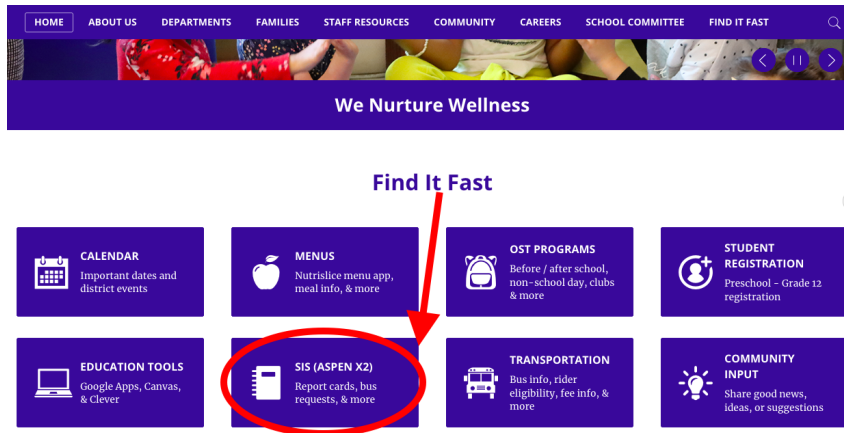 HOME ABOUT US DEPARTMENTS FAMILIES STAFF RESOURCES COMMUNITY CAREERS SCHOOL COMMITTEE FIND IT FAST
We Nurture Wellness
Find It Fast
CALENDAR
Important dates and
district events
MENUS
Nutrislice menu app,
meal info, & more
OST PROGRAMS
Before / after school,
non-school day, clubs
& more
STUDENT
REGISTRATION
Preschool - Grade 12
registration
EDUCATION TOOLS
Google Apps, Canvas,
& Clever
SIS (ASPEN X2)
Report cards, bus
requests, & more
TRANSPORTATION
Bus info, rider
eligibility, fee info, &
more
COMMUNITY
INPUT
Share good news,
ideas, or suggestions